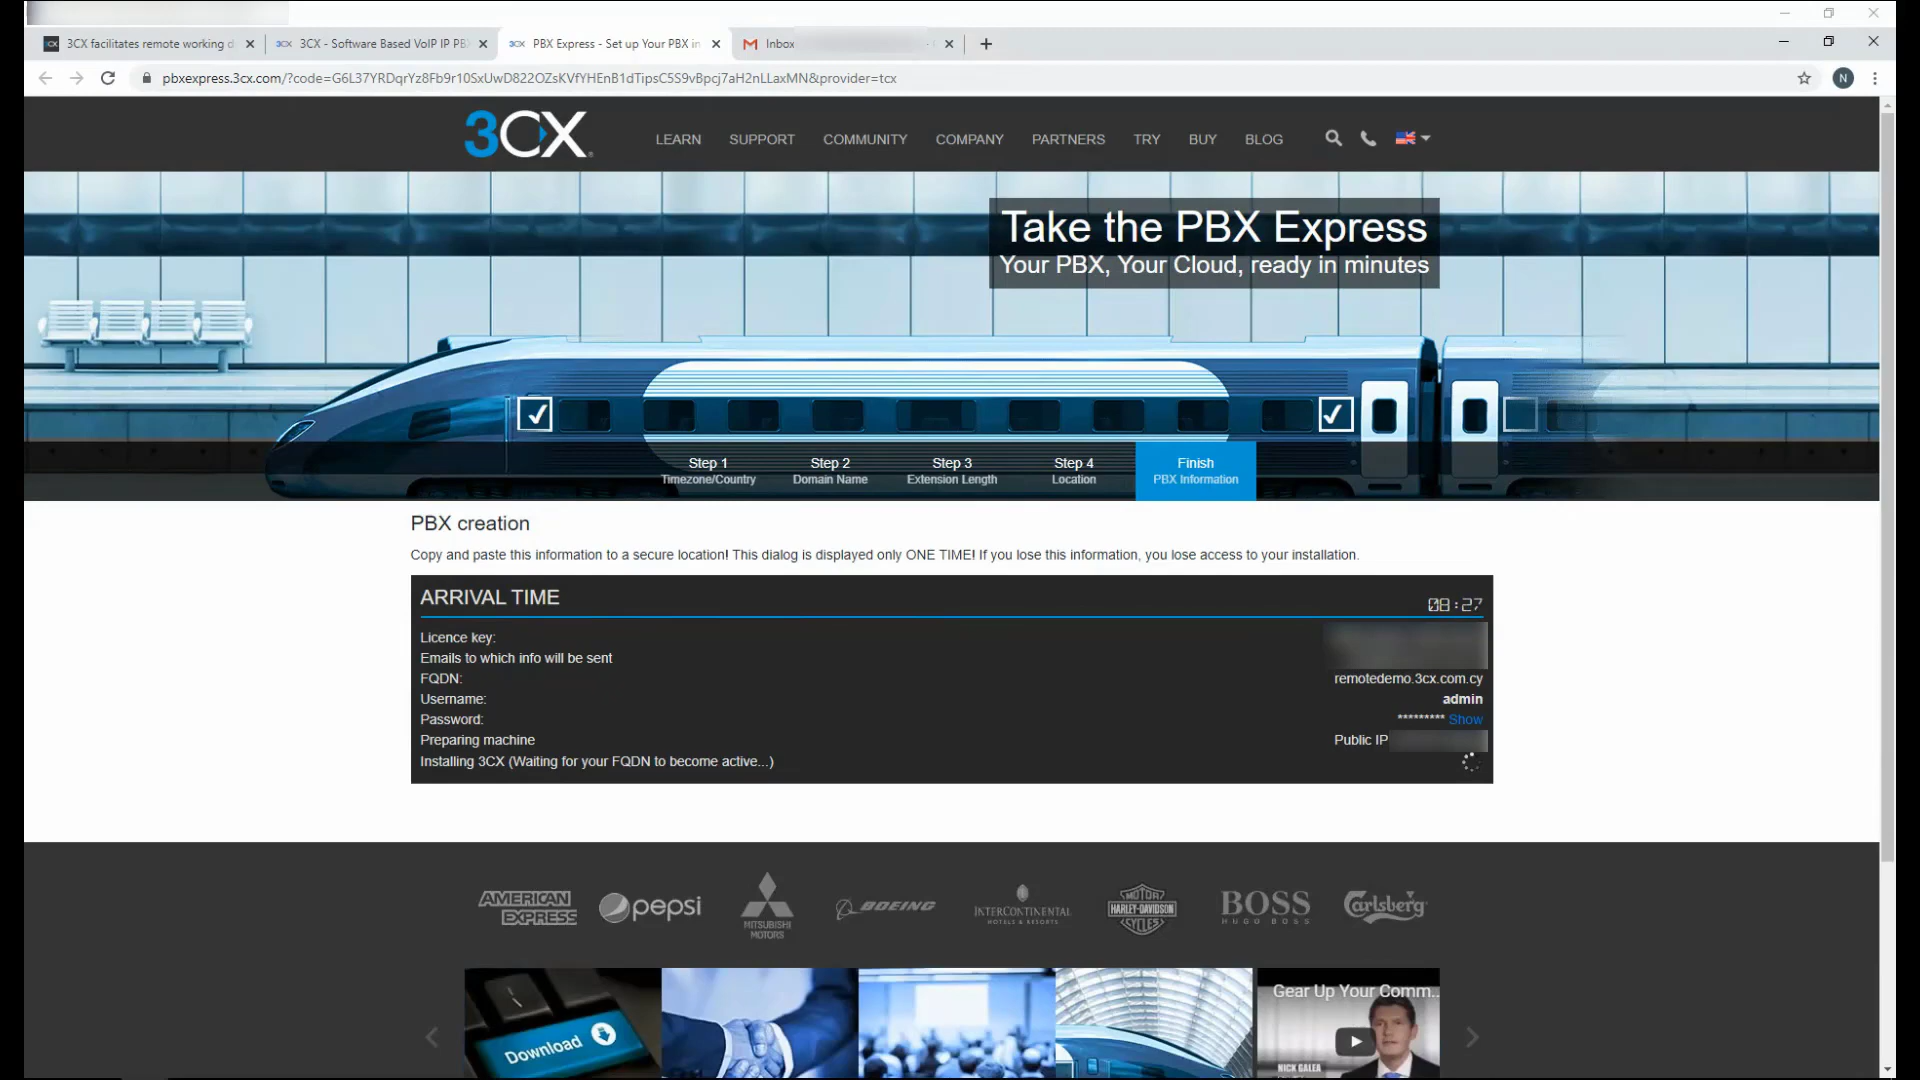 3CX facilitates remote working d
3CX - Software Based VoIP IP PB
PBX Express - Set up Your PBX in
Inbox
pbxexpress.3cx.com/?code=G6L37YRDqrYz8Fb9r10SxUwD822OZsKVfYHEnB1dTipsC5S9vBpcj7aH2nLLaxMN&provider=tcx
N
3CX
LEARN SUPPORT COMMUNITY COMPANY PARTNERS TRY BUY BLOG
Take the PBX Express
Your PBX, Your Cloud, ready in minutes
Step 1
Timezone/Country
Step 2
Domain Name
Step 3
Extension Length
Step 4
Location
Finish
PBX Information
PBX creation
Copy and paste this information to a secure location! This dialog is displayed only ONE TIME! If you lose this information, you lose access to your installation.
ARRIVAL TIME 08:27
Licence key:
Emails to which info will be sent
FQDN: remotedemo.3cx.com.cy
Username: admin
Password: ********* Show
Preparing machine Public IP
Installing 3CX (Waiting for your FQDN to become active...)
AMERICAN EXPRESS
pepsi
MITSUBISHI MOTORS
BOEING
INTERCONTINENTAL HOTELS & RESORTS
MOTOR HARLEY-DAVIDSON CYCLES
BOSS HUGO BOSS
Carlsberg
Download
Gear Up Your Comm..
NICK GALEA